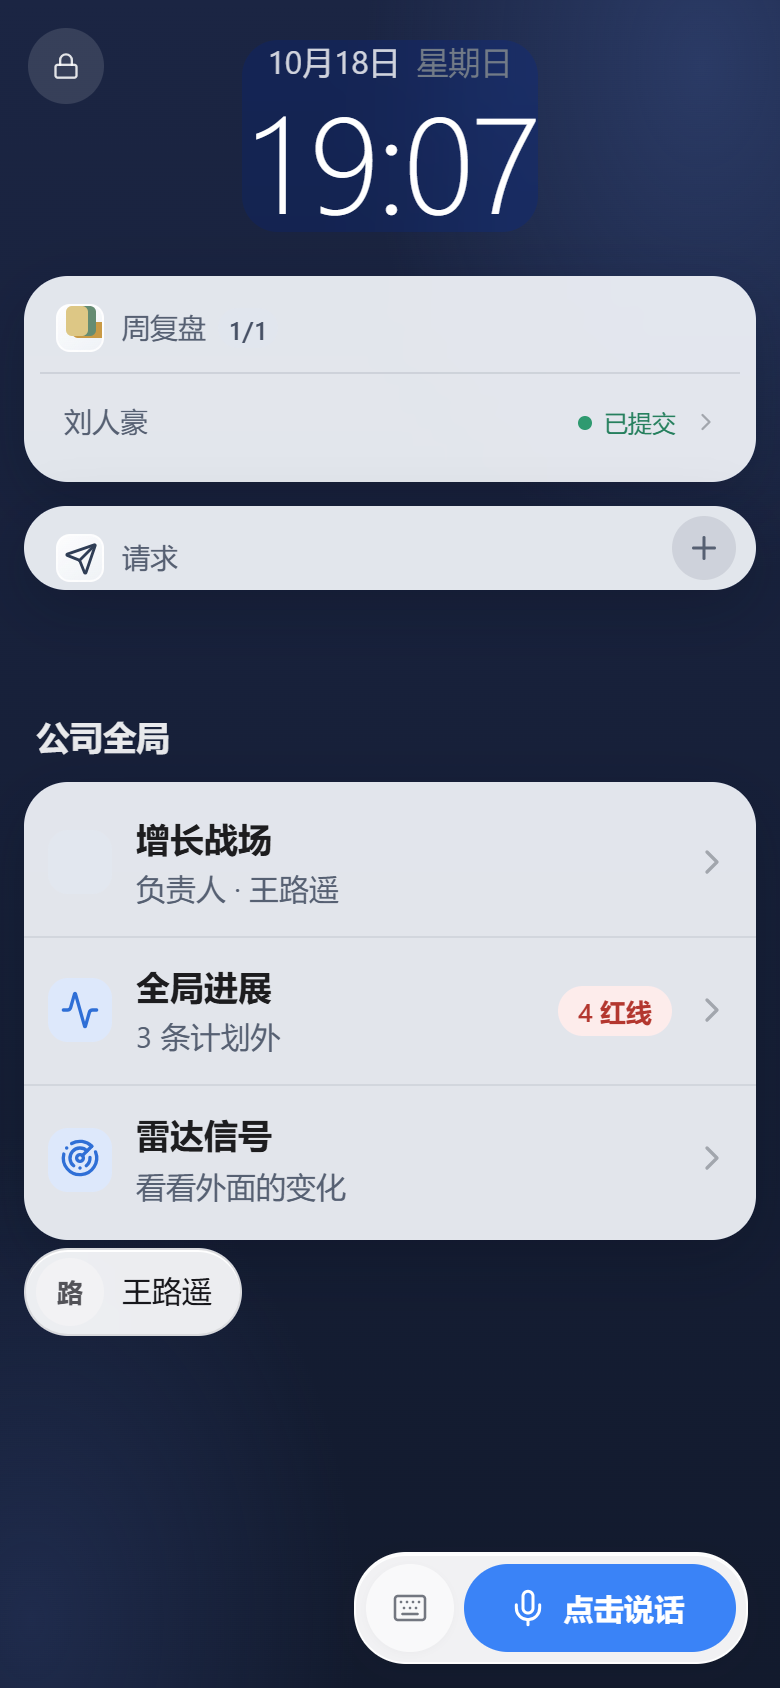 10月18日 星期日
19:07
周复盘 1/1
刘人豪 已提交
请求
公司全局
增长战场
负责人 · 王路遥
全局进展
3 条计划外
4 红线
雷达信号
看看外面的变化
路 王路遥
点击说话